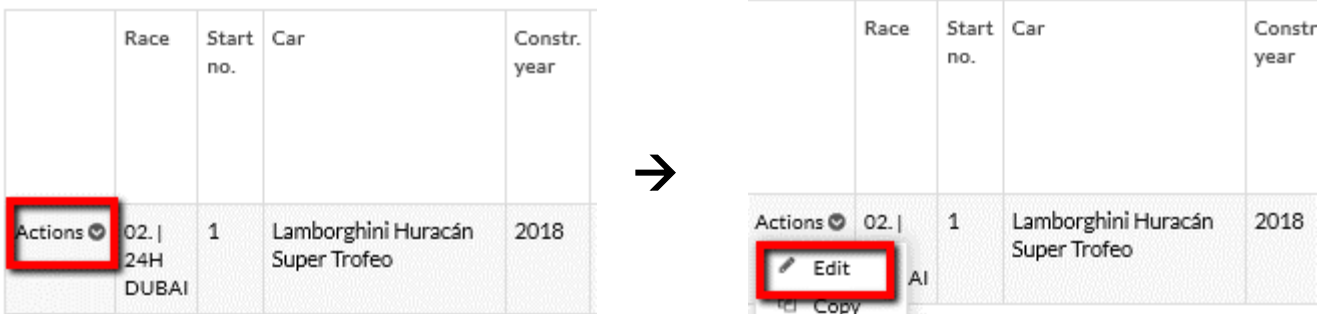 Race Start no. Car Constr. year
Actions 02. | 24H DUBAI 1 Lamborghini Huracán Super Trofeo 2018
→
Race Start no. Car Constr year
Actions 02. | AI 1 Lamborghini Huracán Super Trofeo 2018
Edit
Copy